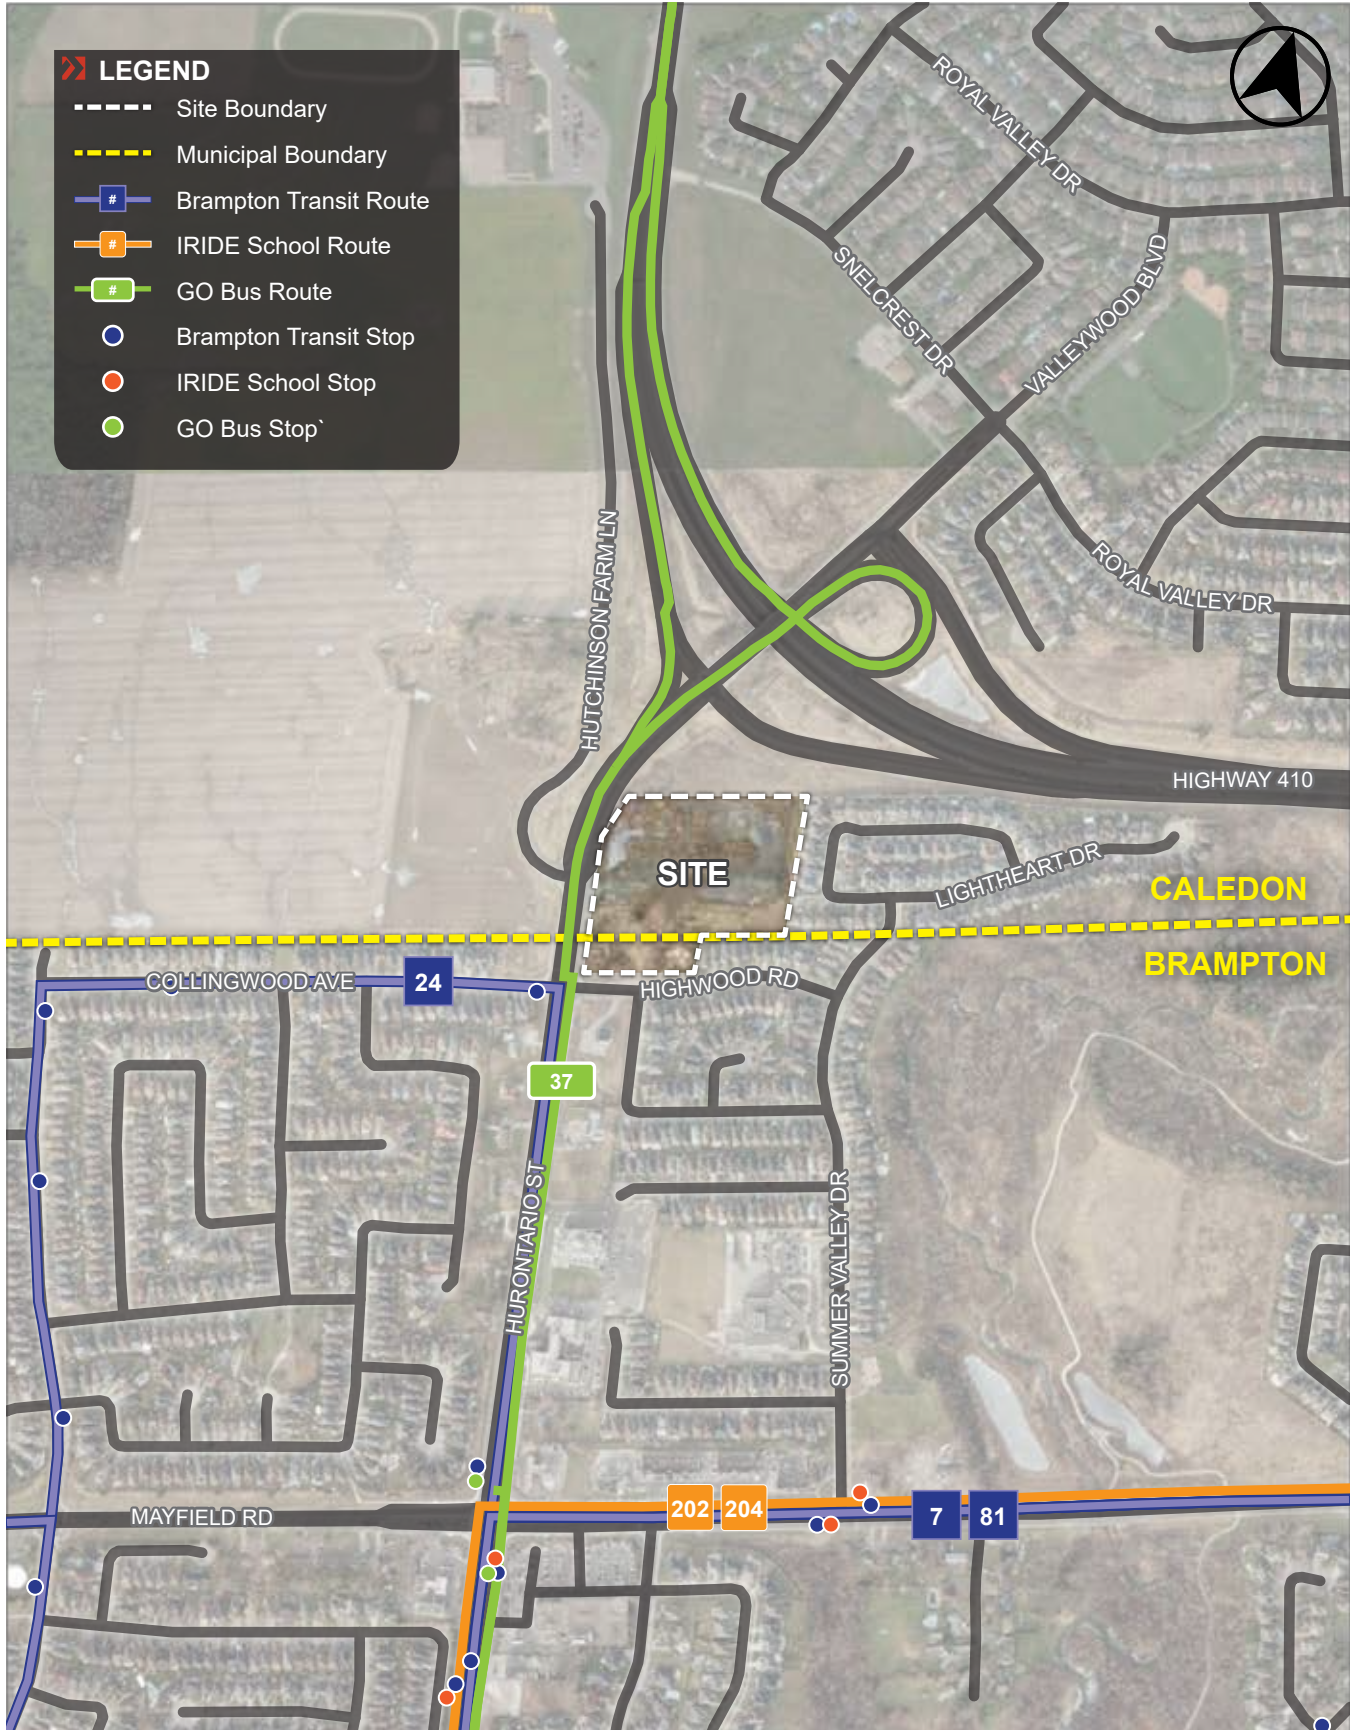 LEGEND
Site Boundary
Municipal Boundary
# Brampton Transit Route
# IRIDE School Route
# GO Bus Route
Brampton Transit Stop
IRIDE School Stop
GO Bus Stop`
ROYAL VALLEY DR
SNELCREST DR
VALLEYWOOD BLVD
HUTCHINSON FARM LN
ROYAL VALLEY DR
HIGHWAY 410
SITE
LIGHTHEART DR
CALEDON
BRAMPTON
COLLINGWOOD AVE
24
HIGHWOOD RD
37
HURONTARIO ST
SUMMER VALLEY DR
MAYFIELD RD
202
204
7
81